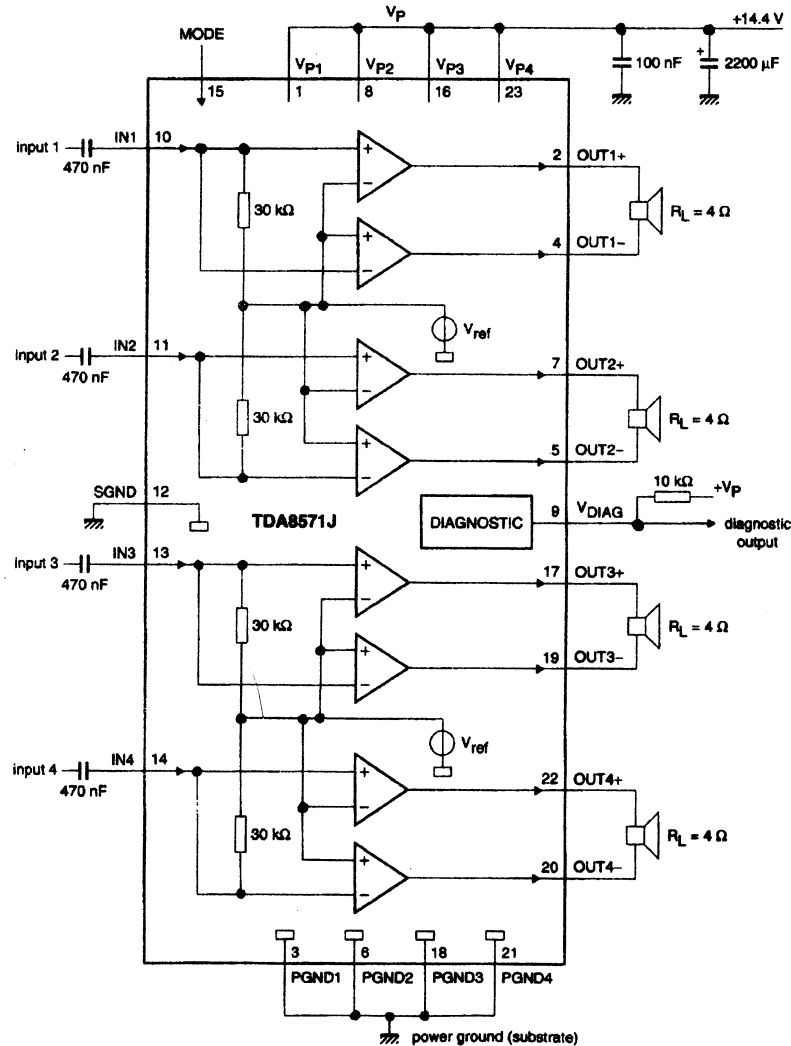 VP +14.4 V
MODE
VP1 VP2 VP3 VP4 100 nF + 2200 µF
15 1 8 16 23
input 1 IN1 10
470 nF
+ 2 OUT1+
−
30 kΩ RL = 4 Ω
+ 4 OUT1−
−
Vref
input 2 IN2 11
470 nF
+ 7 OUT2+
−
30 kΩ RL = 4 Ω
+ 5 OUT2−
−
SGND 12
10 kΩ +VP
TDA8571J DIAGNOSTIC 9 VDIAG
diagnostic
output
input 3 IN3 13
470 nF
+ 17 OUT3+
−
30 kΩ RL = 4 Ω
+ 19 OUT3−
−
Vref
input 4 IN4 14
470 nF
+ 22 OUT4+
−
30 kΩ RL = 4 Ω
+ 20 OUT4−
−
3 6 18 21
PGND1 PGND2 PGND3 PGND4
power ground (substrate)